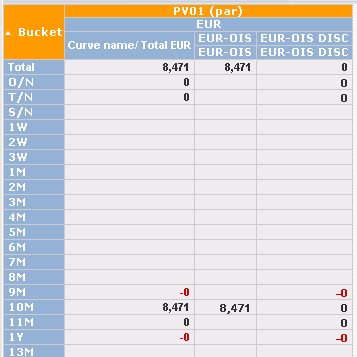 PV01 (par)
▲ Bucket EUR
Curve name/ Total EUR EUR-OIS EUR-OIS DISC
EUR-OIS EUR-OIS DISC
Total 8,471 8,471 0
O/N 0 0
T/N 0 0
S/N
1W
2W
3W
1M
2M
3M
4M
5M
6M
7M
8M
9M -0 -0
10M 8,471 8,471 0
11M 0 0
1Y -0 -0
13M